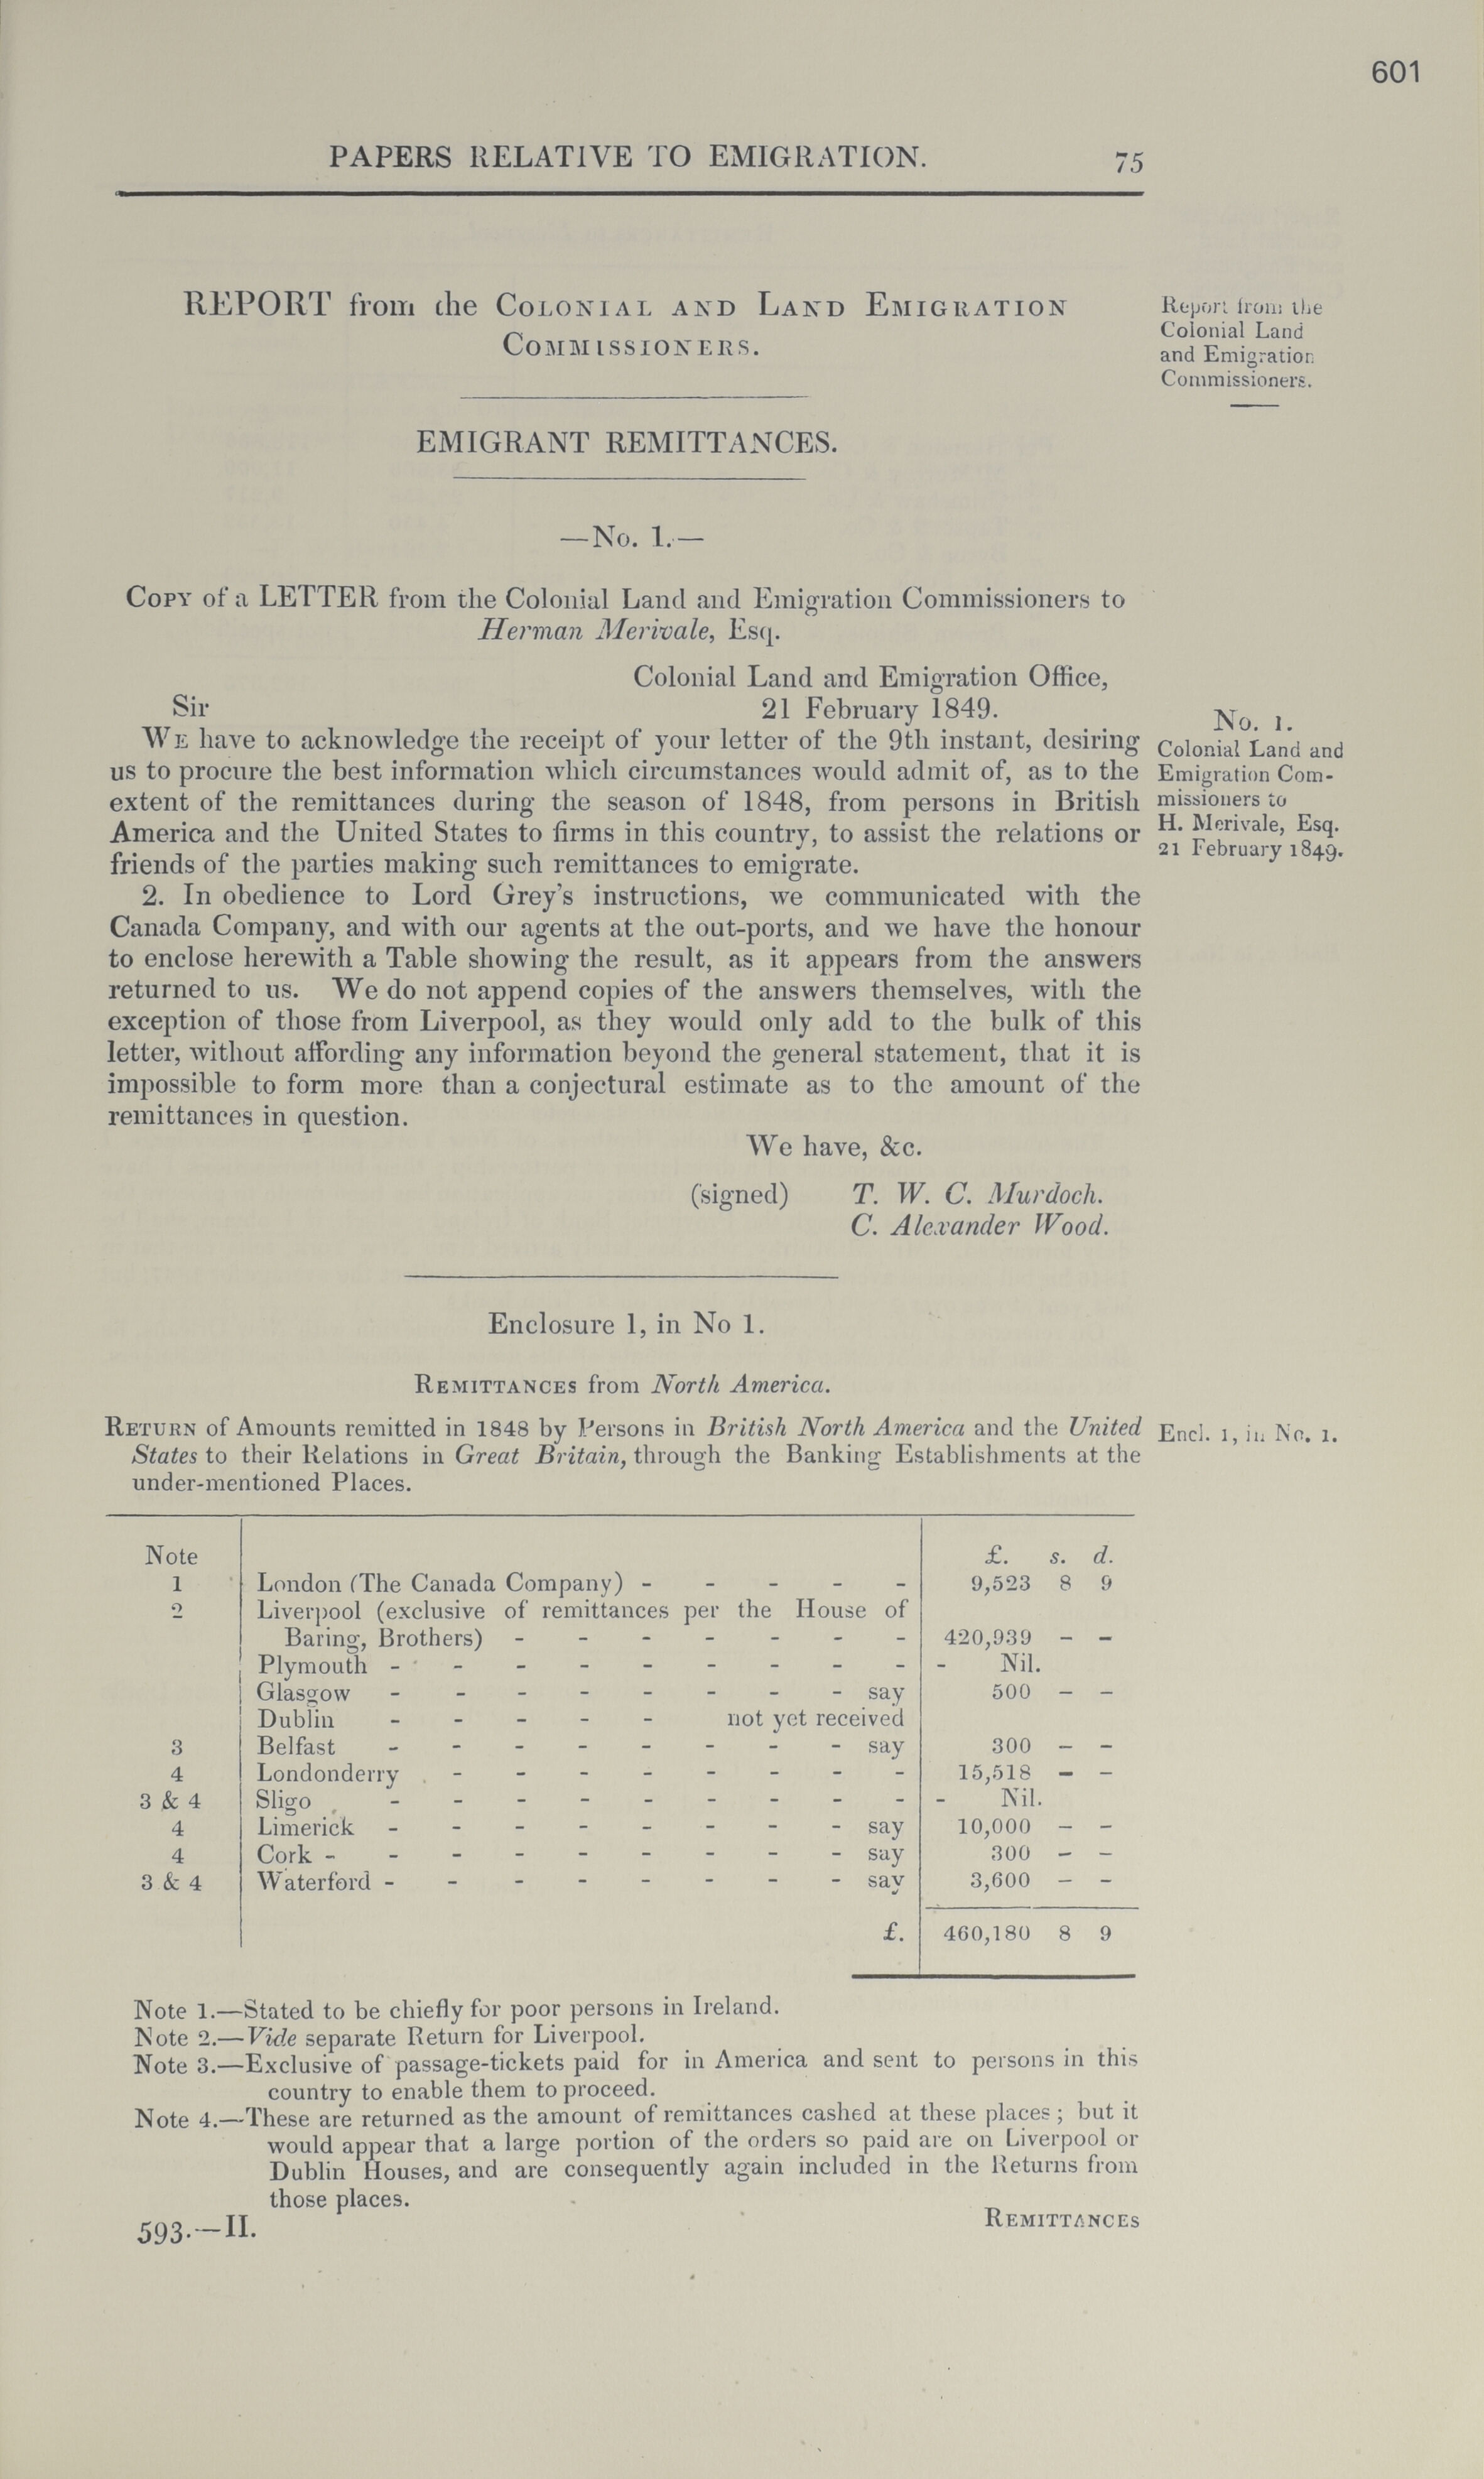 601
PAPERS RELATIVE TO EMIGRATION. 75
REPORT from the COLONIAL AND LAND EMIGRATION
COMMISSIONERS.
Report from the
Colonial Land
and Emigration
Commissioners.
EMIGRANT REMITTANCES.
—No. 1.—
COPY of a LETTER from the Colonial Land and Emigration Commissioners to
Herman Merivale, Esq.
Colonial Land and Emigration Office,
Sir 21 February 1849.
No. 1.
Colonial Land and
Emigration Com-
missioners to
H. Merivale, Esq.
21 February 1849.
WE have to acknowledge the receipt of your letter of the 9th instant, desiring
us to procure the best information which circumstances would admit of, as to the
extent of the remittances during the season of 1848, from persons in British
America and the United States to firms in this country, to assist the relations or
friends of the parties making such remittances to emigrate.
2. In obedience to Lord Grey's instructions, we communicated with the
Canada Company, and with our agents at the out-ports, and we have the honour
to enclose herewith a Table showing the result, as it appears from the answers
returned to us. We do not append copies of the answers themselves, with the
exception of those from Liverpool, as they would only add to the bulk of this
letter, without affording any information beyond the general statement, that it is
impossible to form more than a conjectural estimate as to the amount of the
remittances in question.
We have, &c.
(signed) T. W. C. Murdoch.
C. Alexander Wood.
Enclosure 1, in No 1.
REMITTANCES from North America.
RETURN of Amounts remitted in 1848 by Persons in British North America and the United
States to their Relations in Great Britain, through the Banking Establishments at the
under-mentioned Places.
Encl. 1, in No. 1.
Note £. s. d.
1 London (The Canada Company) - - - - - 9,523 8 9
2 Liverpool (exclusive of remittances per the House of
Baring, Brothers) - - - - - - - 420,939 - -
Plymouth - - - - - - - - - - Nil.
Glasgow - - - - - - - - say 500 - -
Dublin - - - - - not yet received
3 Belfast - - - - - - - - say 300 - -
4 Londonderry - - - - - - - - 15,518 - -
3 & 4 Sligo - - - - - - - - - - Nil.
4 Limerick - - - - - - - - say 10,000 - -
4 Cork - - - - - - - - - say 300 - -
3 & 4 Waterford - - - - - - - - say 3,600 - -
£. 460,180 8 9
Note 1.—Stated to be chiefly for poor persons in Ireland.
Note 2.—Vide separate Return for Liverpool.
Note 3.—Exclusive of passage-tickets paid for in America and sent to persons in this
country to enable them to proceed.
Note 4.—These are returned as the amount of remittances cashed at these places; but it
would appear that a large portion of the orders so paid are on Liverpool or
Dublin Houses, and are consequently again included in the Returns from
those places.
593.—II. REMITTANCES